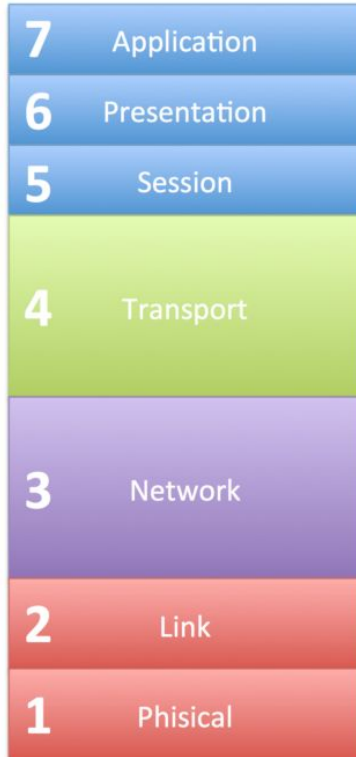 7 Application
6 Presentation
5 Session
4 Transport
3 Network
2 Link
1 Phisical